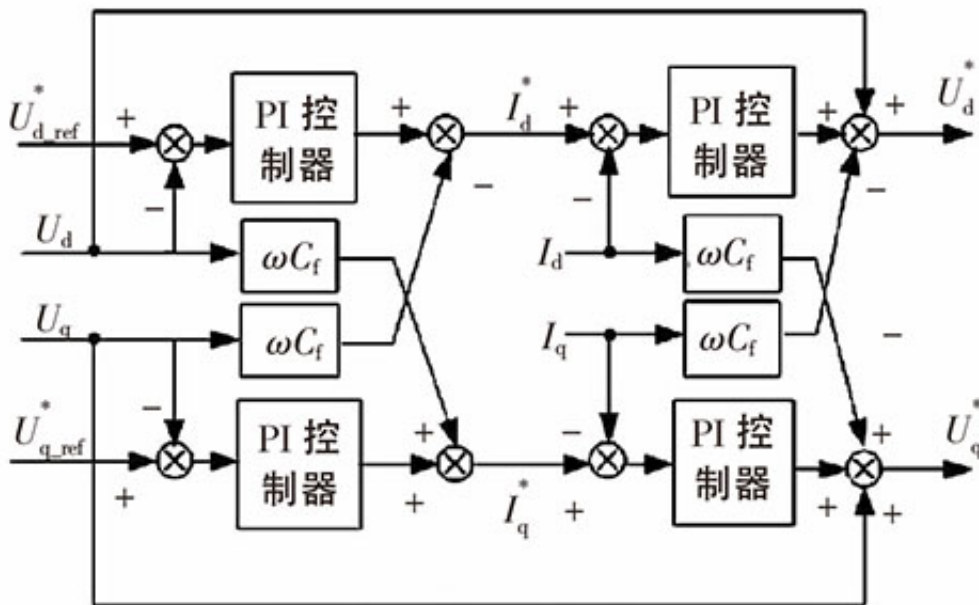 U*d_ref + PI 控制器 + I*d + PI 控制器 + + U*d
− − − −
Ud ωCf Id ωCf
Uq ωCf Iq ωCf −
− −
U*q_ref + PI 控制器 + + I*q + PI 控制器 + + + U*q